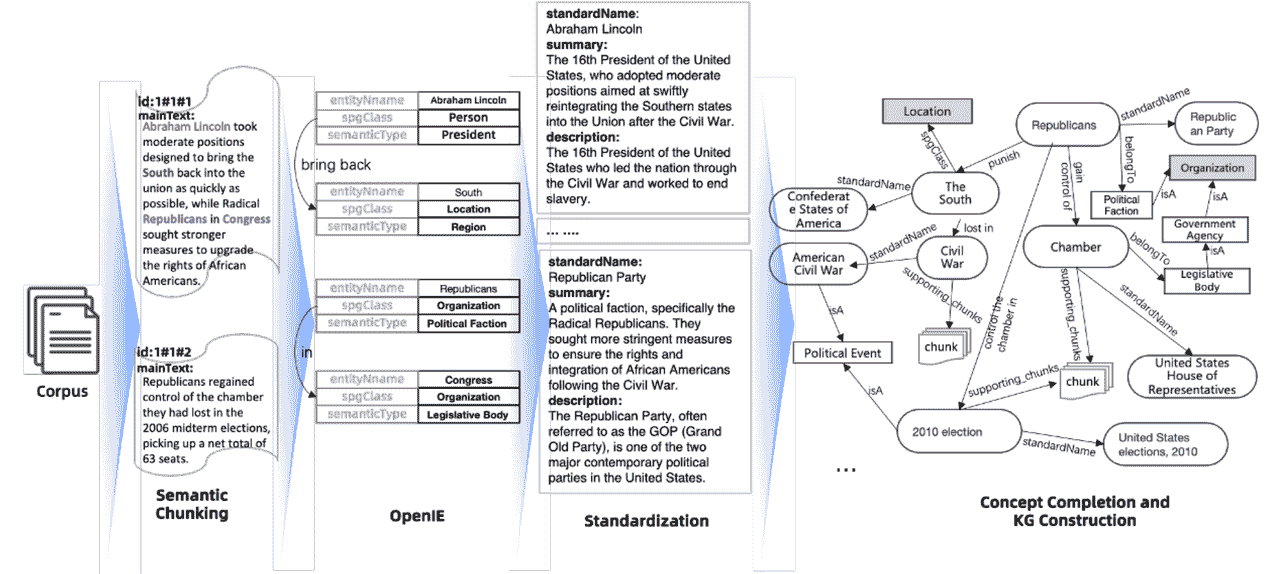 Corpus
id:1#1#1
mainText:
Abraham Lincoln took
moderate positions
designed to bring the
South back into the
union as quickly as
possible, while Radical
Republicans in Congress
sought stronger
measures to upgrade
the rights of African
Americans.
id:1#1#2
mainText:
Republicans regained
control of the chamber
they had lost in the
2006 midterm elections,
picking up a net total of
63 seats.
Semantic
Chunking
entityNname Abraham Lincoln
spgClass Person
semanticType President
bring back
entityNname South
spgClass Location
semanticType Region
entityNname Republicans
spgClass Organization
semanticType Political Faction
in
entityNname Congress
spgClass Organization
semanticType Legislative Body
OpenIE
standardName:
Abraham Lincoln
summary:
The 16th President of the United
States, who adopted moderate
positions aimed at swiftly
reintegrating the Southern states
into the Union after the Civil War.
description:
The 16th President of the United
States who led the nation through
the Civil War and worked to end
slavery.
... ....
standardName:
Republican Party
summary:
A political faction, specifically the
Radical Republicans. They
sought more stringent measures
to ensure the rights and
integration of African Americans
following the Civil War.
description:
The Republican Party, often
referred to as the GOP (Grand
Old Party), is one of the two
major contemporary political
parties in the United States.
Standardization
Location
spgClass
Republicans
standardName
Republic
an Party
punish
gain
control of
belongTo
Organization
isA
Political
Faction
isA
standardName
The
South
Confederat
e States of
America
Government
Agency
lost in
standardName
American
Civil War
Civil
War
Chamber
belongTo
isA
Legislative
Body
supporting_chunks
control the
chamber in
supporting_chunks
standardName
isA
chunk
Political Event
United States
House of
Representatives
supporting_chunks
chunk
isA
2010 election
standardName
United States
elections, 2010
...
Concept Completion and
KG Construction